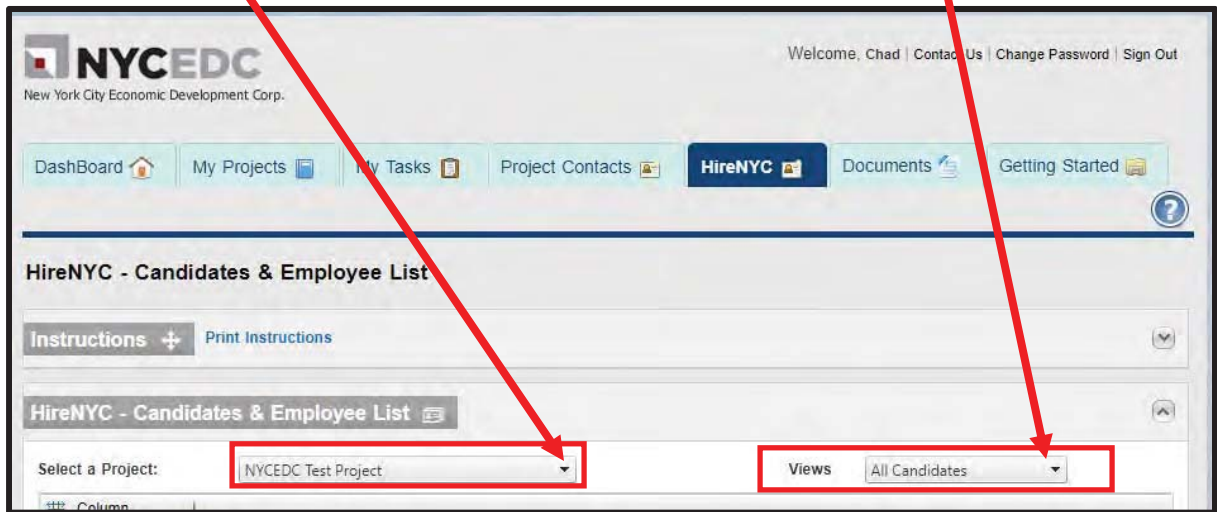 NYCEDC
New York City Economic Development Corp.
Welcome, Chad | Contact Us | Change Password | Sign Out
DashBoard My Projects My Tasks Project Contacts HireNYC Documents Getting Started
?
HireNYC - Candidates & Employee List
Instructions Print Instructions
HireNYC - Candidates & Employee List
Select a Project: NYCEDC Test Project Views All Candidates
Column